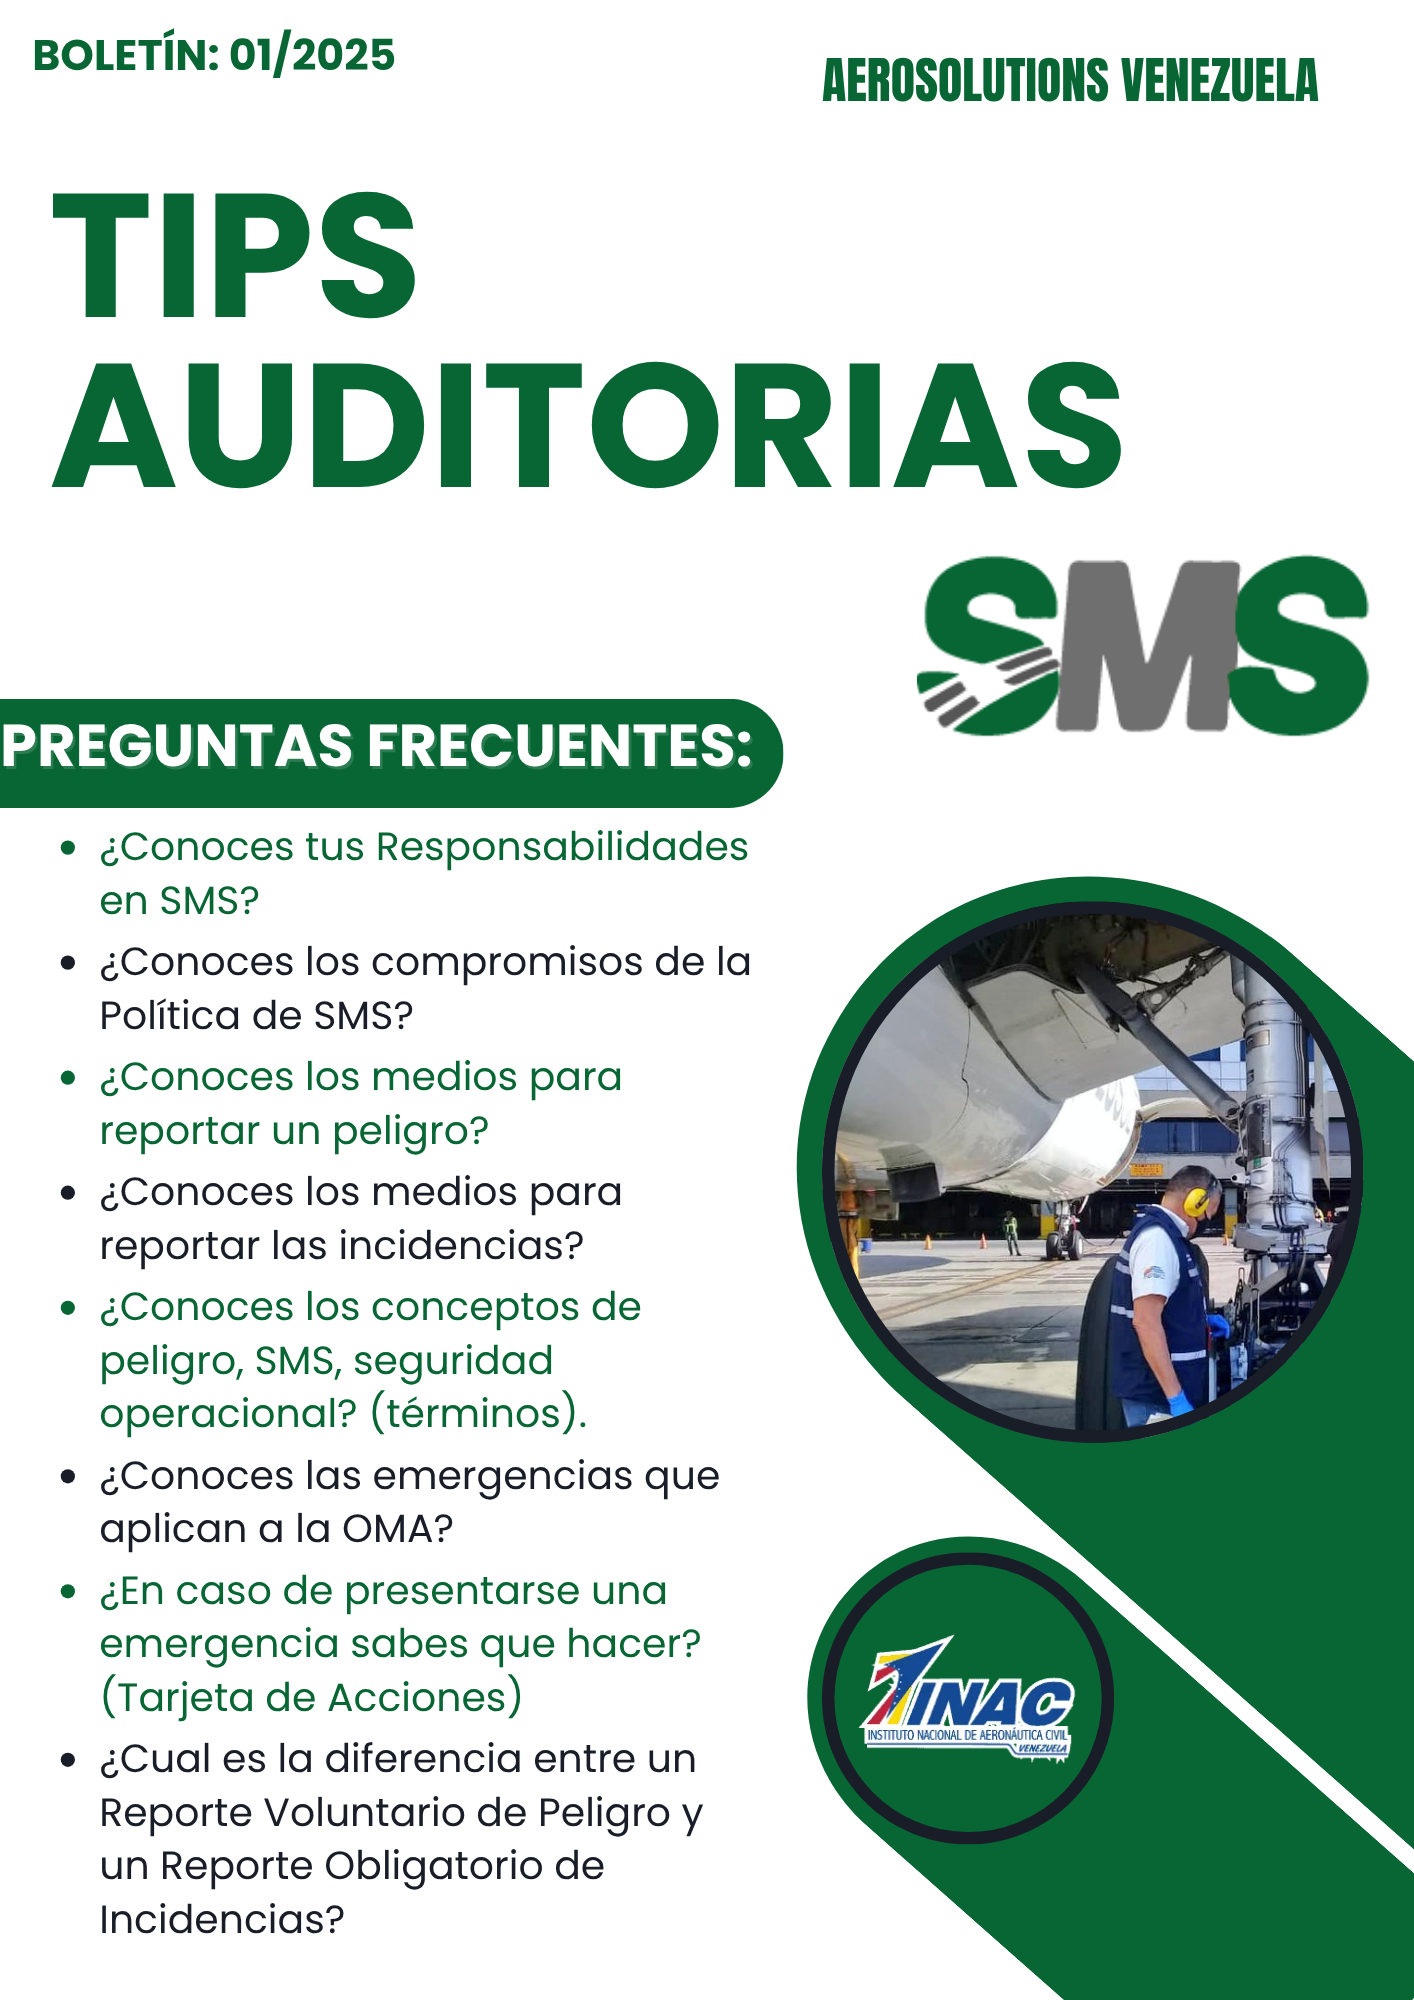 BOLETÍN: 01/2025
AEROSOLUTIONS VENEZUELA
TIPS
AUDITORIAS
SMS
PREGUNTAS FRECUENTES:
• ¿Conoces tus Responsabilidades
en SMS?
• ¿Conoces los compromisos de la
Política de SMS?
• ¿Conoces los medios para
reportar un peligro?
• ¿Conoces los medios para
reportar las incidencias?
• ¿Conoces los conceptos de
peligro, SMS, seguridad
operacional? (términos).
• ¿Conoces las emergencias que
aplican a la OMA?
• ¿En caso de presentarse una
emergencia sabes que hacer?
(Tarjeta de Acciones)
• ¿Cual es la diferencia entre un
Reporte Voluntario de Peligro y
un Reporte Obligatorio de
Incidencias?
INAC
INSTITUTO NACIONAL DE AERONÁUTICA CIVIL
VENEZUELA